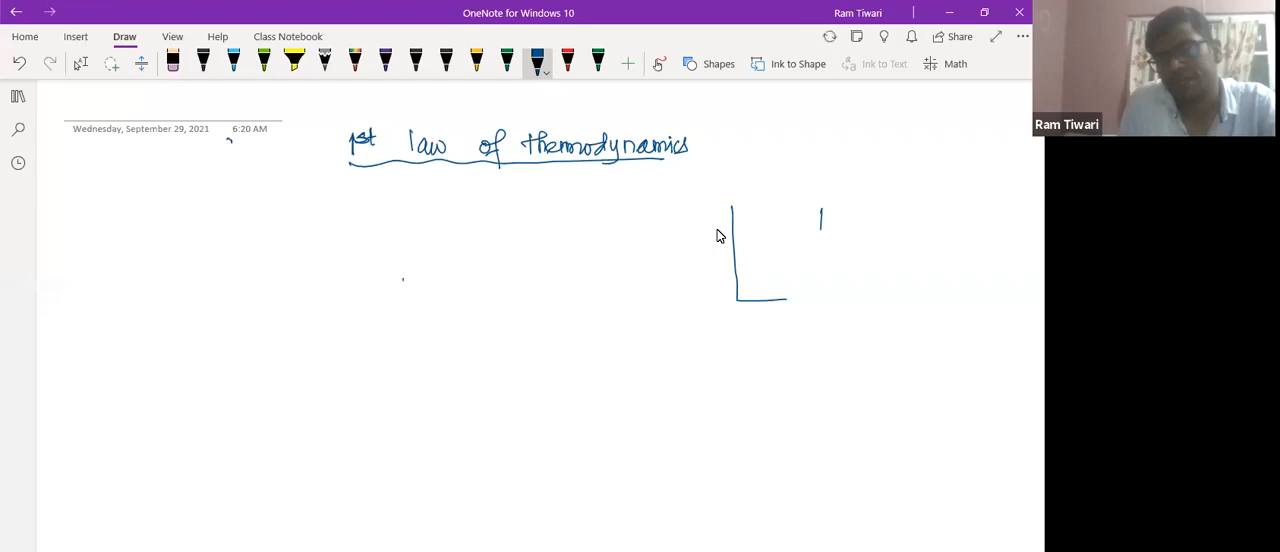 OneNote for Windows 10
Ram Tiwari
Home Insert Draw View Help Class Notebook
Share
Shapes Ink to Shape Ink to Text Math
Wednesday, September 29, 2021 6:20 AM
1st law of thermodynamics
Ram Tiwari